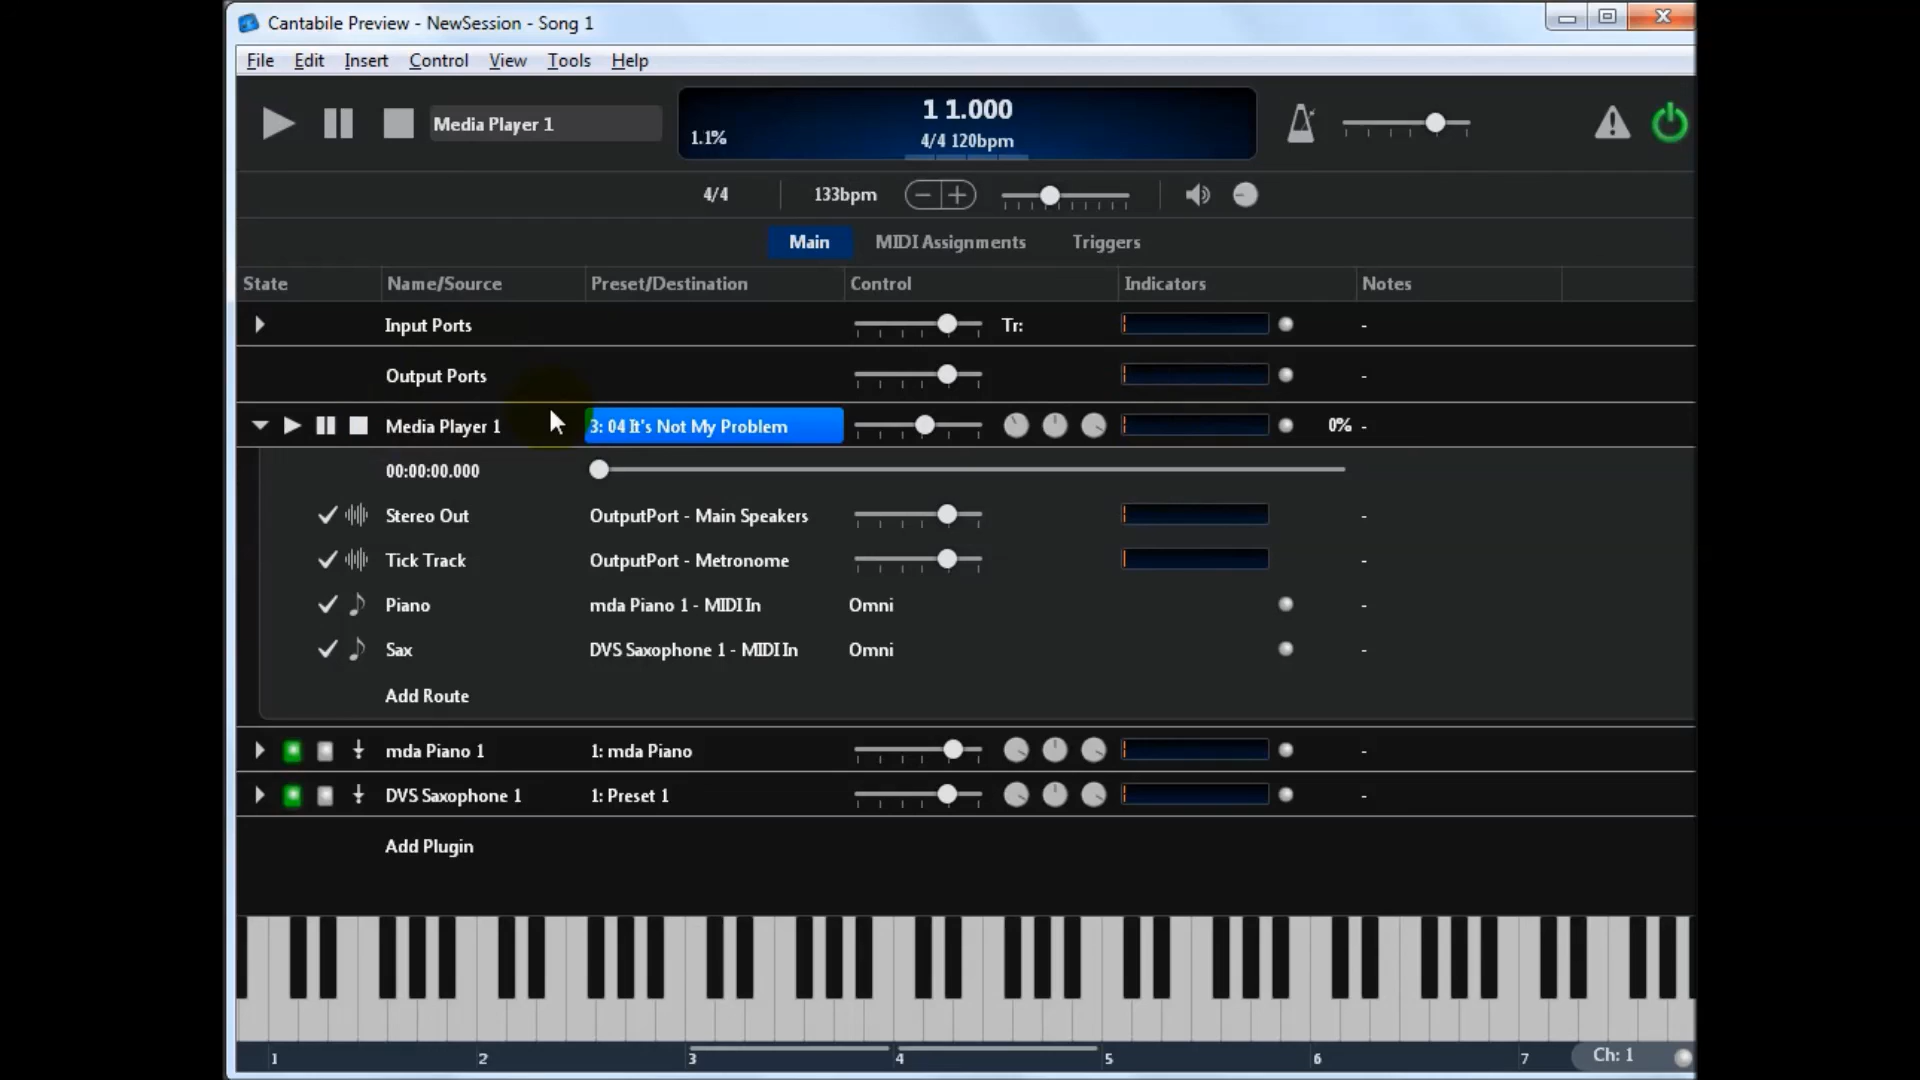 Cantabile Preview - NewSession - Song 1
File Edit Insert Control View Tools Help
Media Player 1
1.1%
1 1.000
4/4 120bpm
4/4 133bpm
Main MIDI Assignments Triggers
State Name/Source Preset/Destination Control Indicators Notes
Input Ports Tr: -
Output Ports -
Media Player 1 3: 04 It's Not My Problem 0% -
00:00:00.000
Stereo Out OutputPort - Main Speakers -
Tick Track OutputPort - Metronome -
Piano mda Piano 1 - MIDI In Omni -
Sax DVS Saxophone 1 - MIDI In Omni -
Add Route
mda Piano 1 1: mda Piano -
DVS Saxophone 1 1: Preset 1 -
Add Plugin
1 2 3 4 5 6 7 Ch: 1